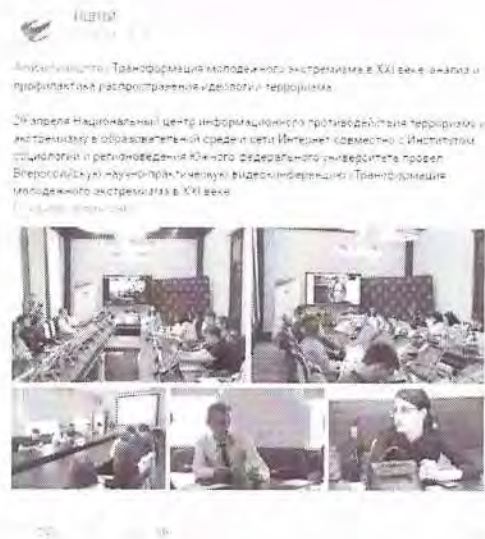 НЦПТИ
Трансформация молодежного экстремизма в XXI веке: анализ и
профилактика распространения идеологии терроризма
29 апреля Национальный центр информационного противодействия терроризму и
экстремизму в образовательной среде и сети Интернет совместно с Институтом
социологии и регионоведения Южного федерального университета провел
Всероссийскую научно-практическую видеоконференцию «Трансформация
молодежного экстремизма в XXI веке